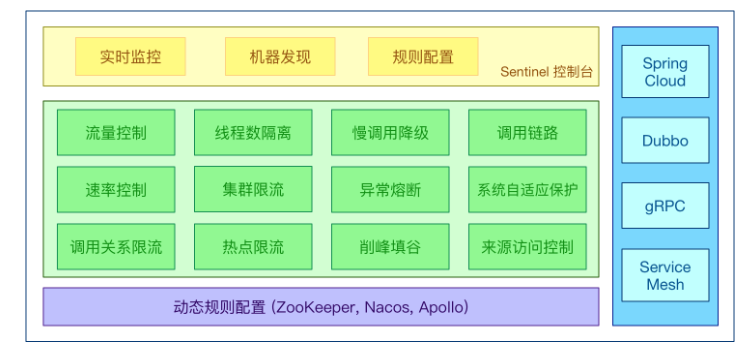 实时监控
机器发现
规则配置
Sentinel 控制台
流量控制
线程数隔离
慢调用降级
调用链路
速率控制
集群限流
异常熔断
系统自适应保护
调用关系限流
热点限流
削峰填谷
来源访问控制
动态规则配置 (ZooKeeper, Nacos, Apollo)
Spring
Cloud
Dubbo
gRPC
Service
Mesh